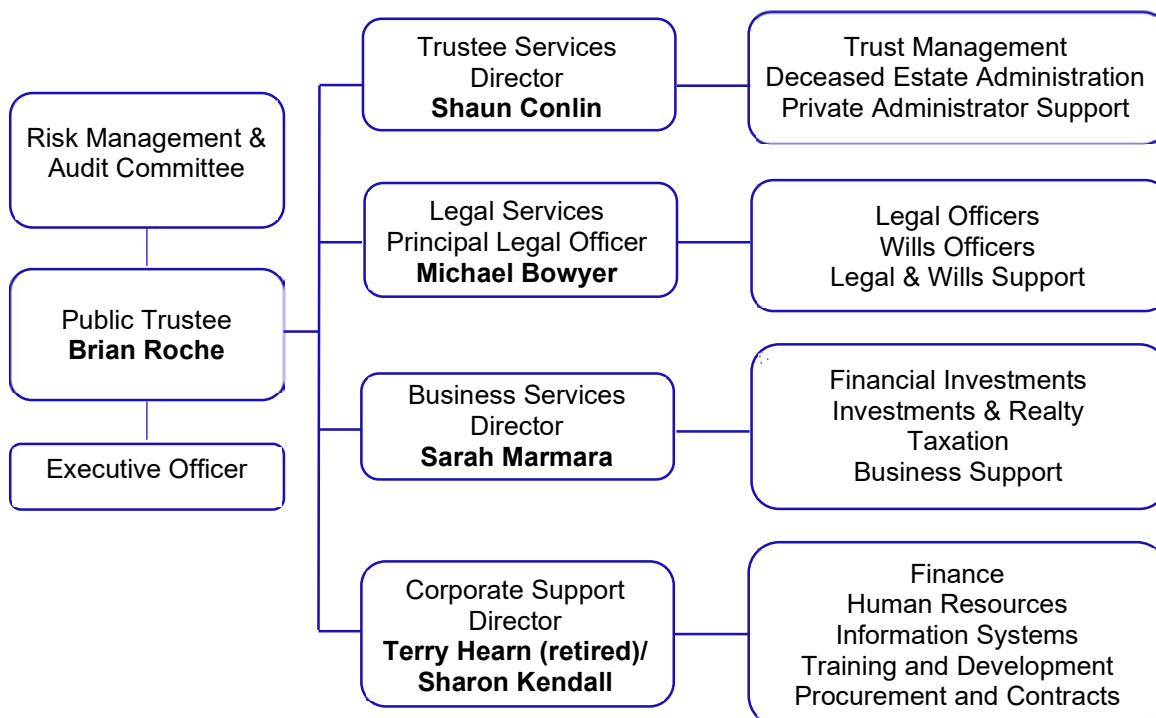 Risk Management &
Audit Committee
Public Trustee
Brian Roche
Executive Officer
Trustee Services
Director
Shaun Conlin
Trust Management
Deceased Estate Administration
Private Administrator Support
Legal Services
Principal Legal Officer
Michael Bowyer
Legal Officers
Wills Officers
Legal & Wills Support
Business Services
Director
Sarah Marmara
Financial Investments
Investments & Realty
Taxation
Business Support
Corporate Support
Director
Terry Hearn (retired)/
Sharon Kendall
Finance
Human Resources
Information Systems
Training and Development
Procurement and Contracts